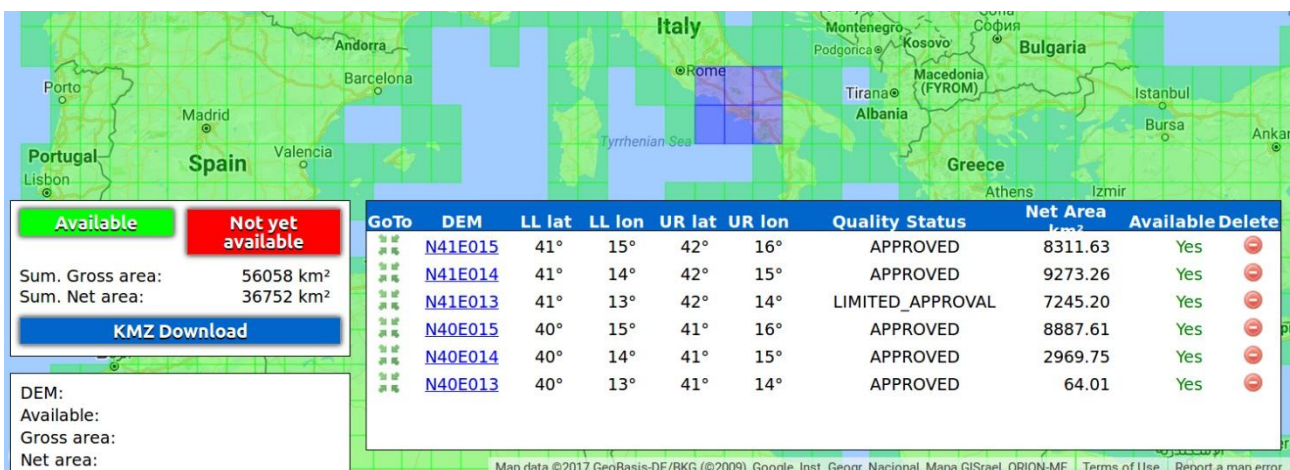 Italy
Montenegro
София
Andorra
Podgorica
Kosovo
Bulgaria
Rome
Barcelona
Macedonia
(FYROM)
Porto
Tirana
Istanbul
Madrid
Albania
Bursa
Tyrrhenian Sea
Ankar
Portugal
Spain
Valencia
Greece
Lisbon
Athens
Izmir
Available
Not yet
available
Sum. Gross area: 56058 km²
Sum. Net area: 36752 km²
KMZ Download
DEM:
Available:
Gross area:
Net area:
GoTo DEM LL lat LL lon UR lat UR lon Quality Status Net Area km² Available Delete
N41E015 41° 15° 42° 16° APPROVED 8311.63 Yes
N41E014 41° 14° 42° 15° APPROVED 9273.26 Yes
N41E013 41° 13° 42° 14° LIMITED_APPROVAL 7245.20 Yes
N40E015 40° 15° 41° 16° APPROVED 8887.61 Yes
N40E014 40° 14° 41° 15° APPROVED 2969.75 Yes
N40E013 40° 13° 41° 14° APPROVED 64.01 Yes
Map data ©2017 GeoBasis-DE/BKG (©2009), Google, Inst. Geogr. Nacional, Mapa GISrael, ORION-ME Terms of Use Report a map error